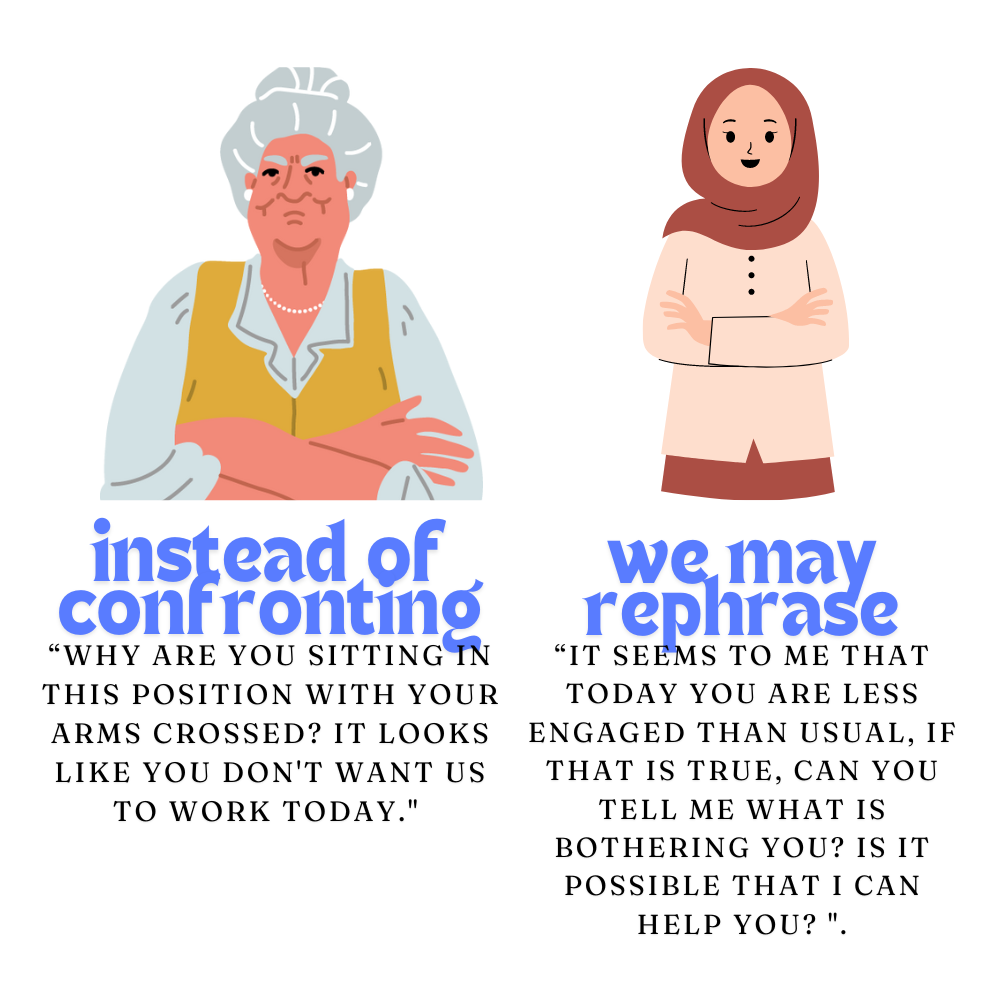 instead of
confronting
“WHY ARE YOU SITTING IN
THIS POSITION WITH YOUR
ARMS CROSSED? IT LOOKS
LIKE YOU DON'T WANT US
TO WORK TODAY."
we may
rephrase
“IT SEEMS TO ME THAT
TODAY YOU ARE LESS
ENGAGED THAN USUAL, IF
THAT IS TRUE, CAN YOU
TELL ME WHAT IS
BOTHERING YOU? IS IT
POSSIBLE THAT I CAN
HELP YOU? ".